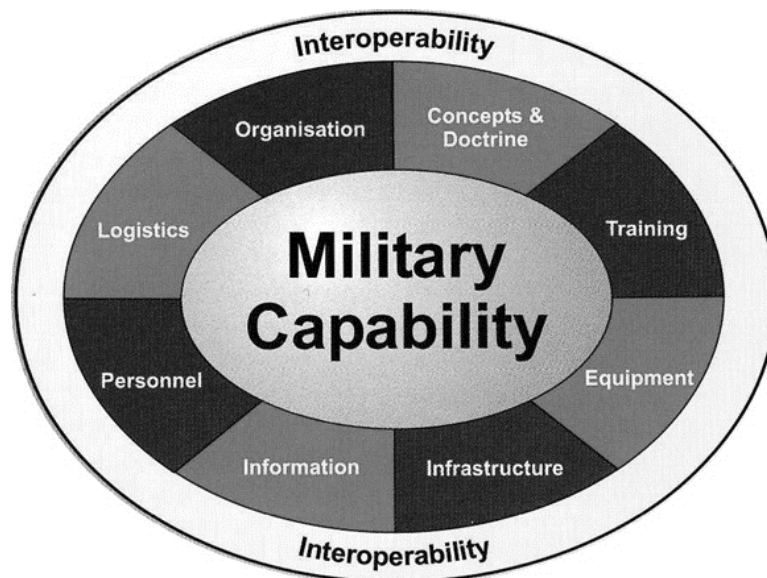 Interoperability
Organisation
Concepts &
Doctrine
Logistics
Training
Military
Capability
Personnel
Equipment
Information
Infrastructure
Interoperability